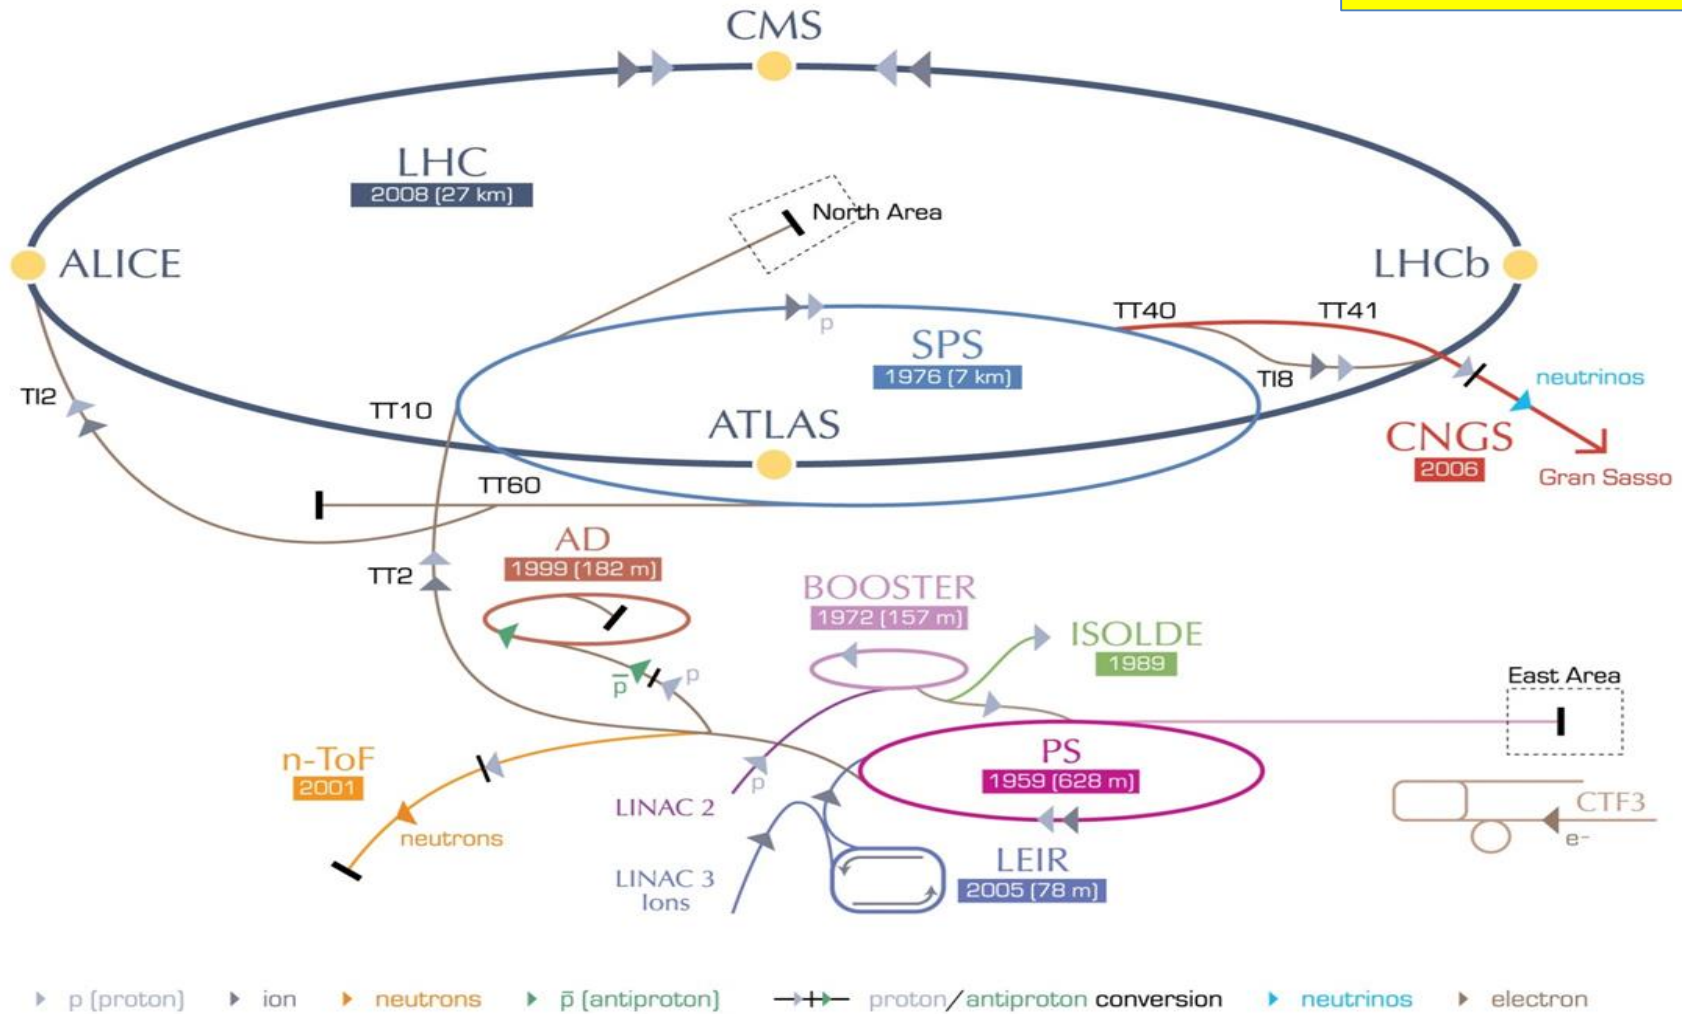 CMS
LHC
2008 (27 km)
North Area
ALICE
LHCb
TT40
TT41
p
SPS
1976 (7 km)
TI8
neutrinos
TI2
TT10
ATLAS
CNGS
2006
Gran Sasso
TT60
AD
1999 (182 m)
TT2
BOOSTER
1972 (157 m)
ISOLDE
1989
p̅
p
East Area
n-ToF
2001
PS
1959 (628 m)
p
LINAC 2
neutrons
CTF3
e-
LEIR
2005 (78 m)
LINAC 3
Ions
p (proton)
ion
neutrons
p̅ (antiproton)
proton/antiproton conversion
neutrinos
electron